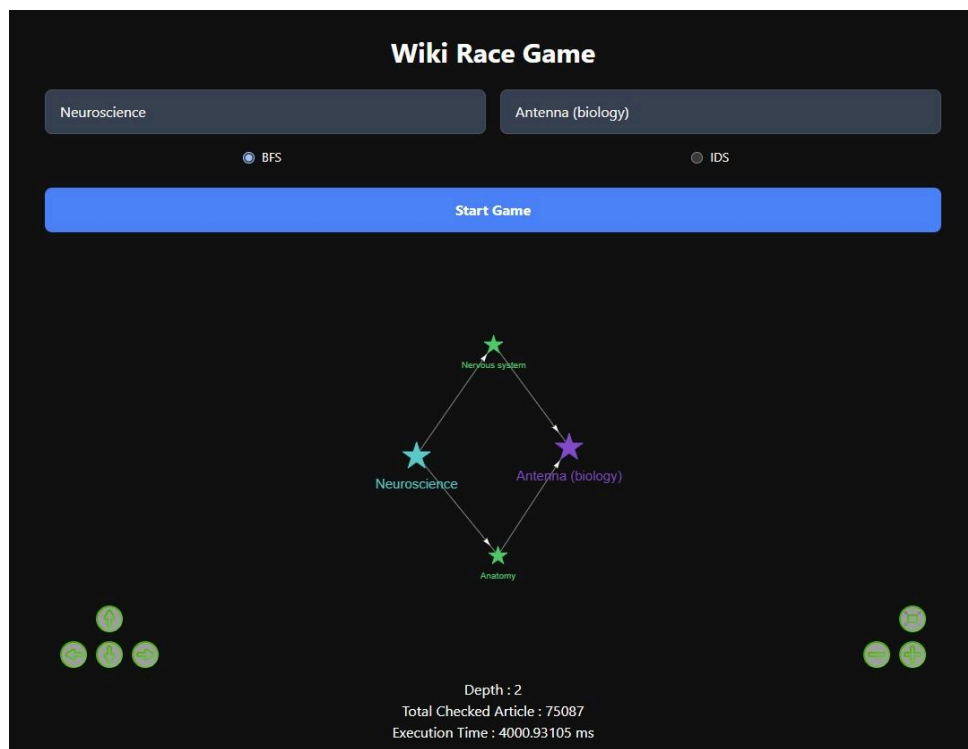 Wiki Race Game
Neuroscience
Antenna (biology)
BFS
IDS
Start Game
Nervous system
Neuroscience
Antenna (biology)
Anatomy
Depth : 2
Total Checked Article : 75087
Execution Time : 4000.93105 ms